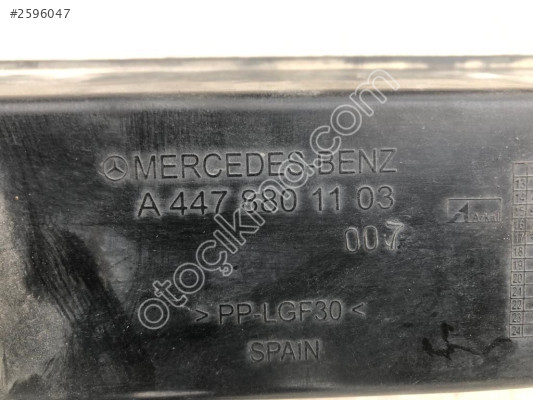 #2596047
MERCEDES-BENZ
A 447 880 11 03
007
>PP-LGF30<
SPAIN
otoçikma.com